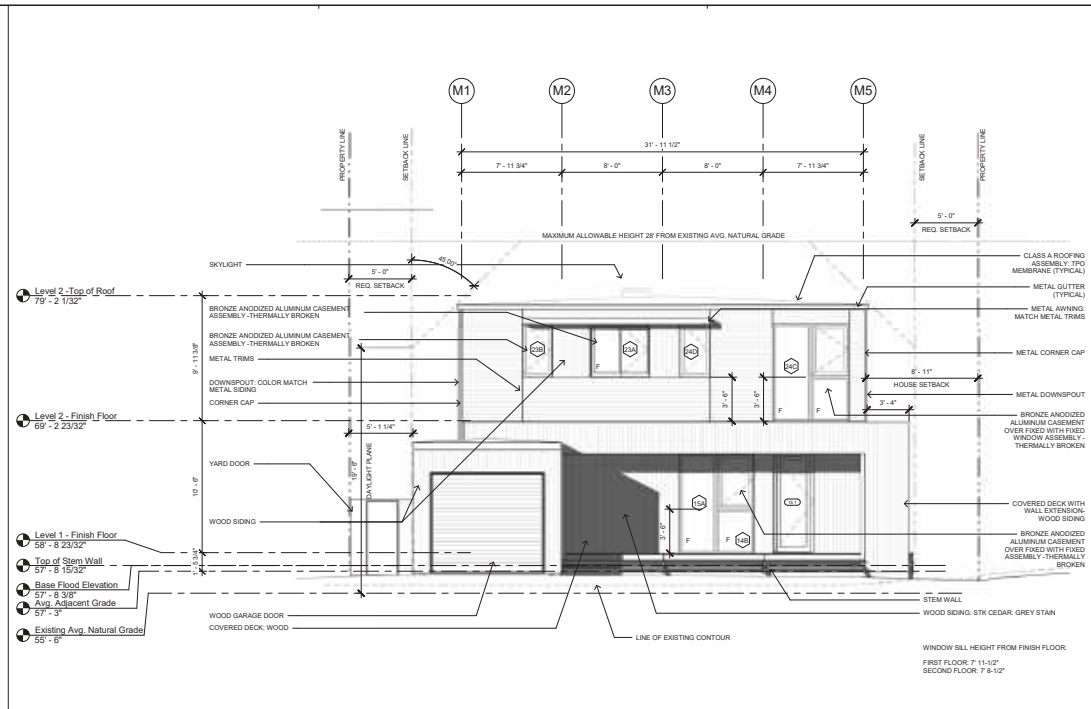 M1
M2
M3
M4
M5
31' - 11 1/2"
7' - 11 3/4"
8' - 0"
8' - 0"
7' - 11 3/4"
PROPERTY LINE
SETBACK LINE
SETBACK LINE
PROPERTY LINE
5' - 0"
REQ. SETBACK
MAXIMUM ALLOWABLE HEIGHT 28' FROM EXISTING AVG. NATURAL GRADE
SKYLIGHT
45.00°
5' - 0"
REQ. SETBACK
CLASS A ROOFING
ASSEMBLY: TPO
MEMBRANE (TYPICAL)
METAL GUTTER
(TYPICAL)
METAL AWNING:
MATCH METAL TRIMS
METAL CORNER CAP
8' - 11"
HOUSE SETBACK
METAL DOWNSPOUT
3' - 4"
BRONZE ANODIZED
ALUMINUM CASEMENT
OVER FIXED WITH FIXED
WINDOW ASSEMBLY -
THERMALLY BROKEN
COVERED DECK WITH
WALL EXTENSION-
WOOD SIDING
BRONZE ANODIZED
ALUMINUM CASEMENT
OVER FIXED WITH FIXED
ASSEMBLY -THERMALLY
BROKEN
STEM WALL
WOOD SIDING: STK CEDAR: GREY STAIN
Level 2 -Top of Roof
79' - 2 1/32"
Level 2 - Finish Floor
69' - 2 23/32"
Level 1 - Finish Floor
58' - 8 23/32"
Top of Stem Wall
57' - 8 15/32"
Base Flood Elevation
57' - 8 3/8"
Avg. Adjacent Grade
57' - 3"
Existing Avg. Natural Grade
55' - 6"
9' - 11 3/8"
10' - 6"
1' - 5 3/4"
BRONZE ANODIZED ALUMINUM CASEMENT
ASSEMBLY -THERMALLY BROKEN
BRONZE ANODIZED ALUMINUM CASEMENT
ASSEMBLY -THERMALLY BROKEN
METAL TRIMS
DOWNSPOUT: COLOR MATCH
METAL SIDING
CORNER CAP
5' - 1 1/4"
YARD DOOR
DAYLIGHT PLANE
19' - 6"
WOOD SIDING
WOOD GARAGE DOOR
COVERED DECK: WOOD
LINE OF EXISTING CONTOUR
23B
23A
24D
24C
F
F
F
3' - 6"
3' - 6"
15A
14B
F
F
3' - 6"
WINDOW SILL HEIGHT FROM FINISH FLOOR:
FIRST FLOOR: 7' 11-1/2"
SECOND FLOOR: 7' 8-1/2"